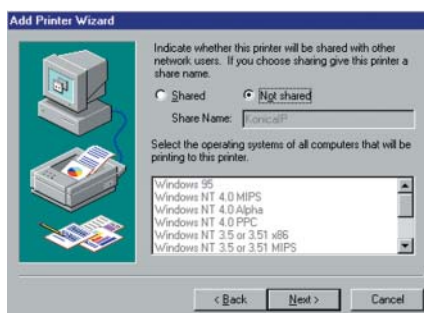 Add Printer Wizard
Indicate whether this printer will be shared with other
network users. If you choose sharing give this printer a
share name.
Shared
Not shared
Share Name: KonicaIP
Select the operating systems of all computers that will be
printing to this printer.
Windows 95
Windows NT 4.0 MIPS
Windows NT 4.0 Alpha
Windows NT 4.0 PPC
Windows NT 3.5 or 3.51 x86
Windows NT 3.5 or 3.51 MIPS
< Back
Next >
Cancel